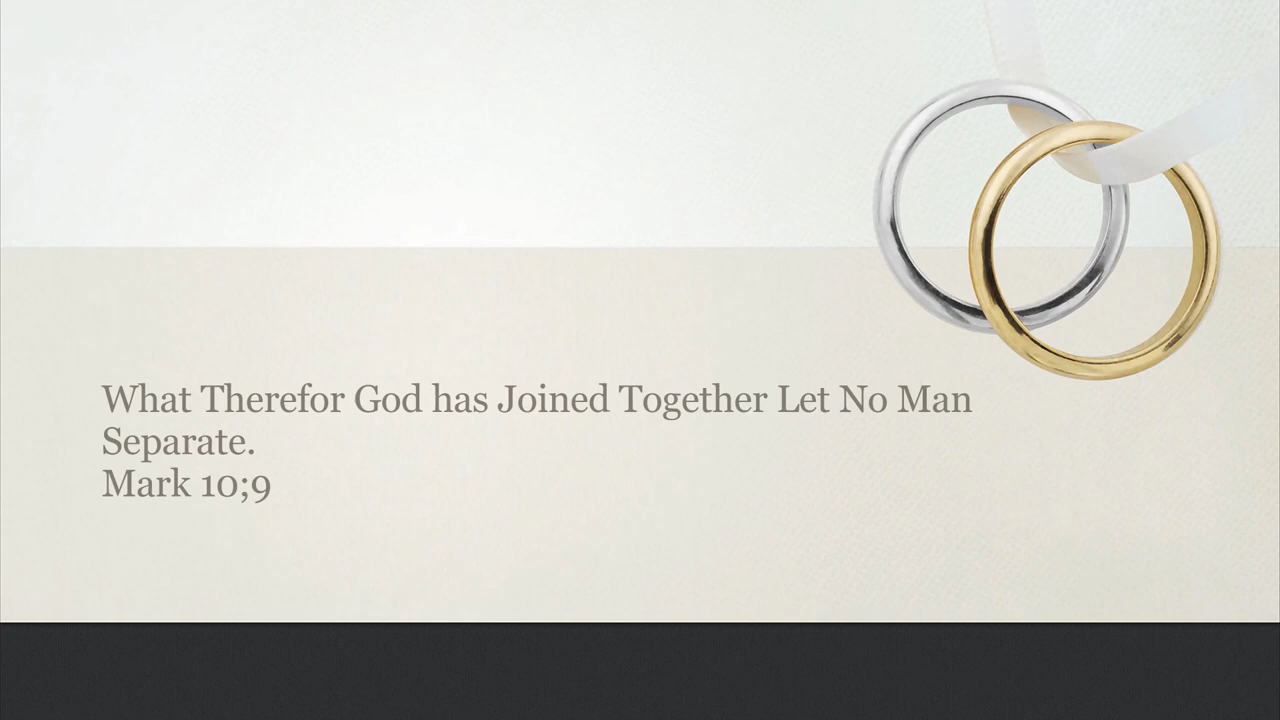 What Therefor God has Joined Together Let No Man
Separate.
Mark 10;9